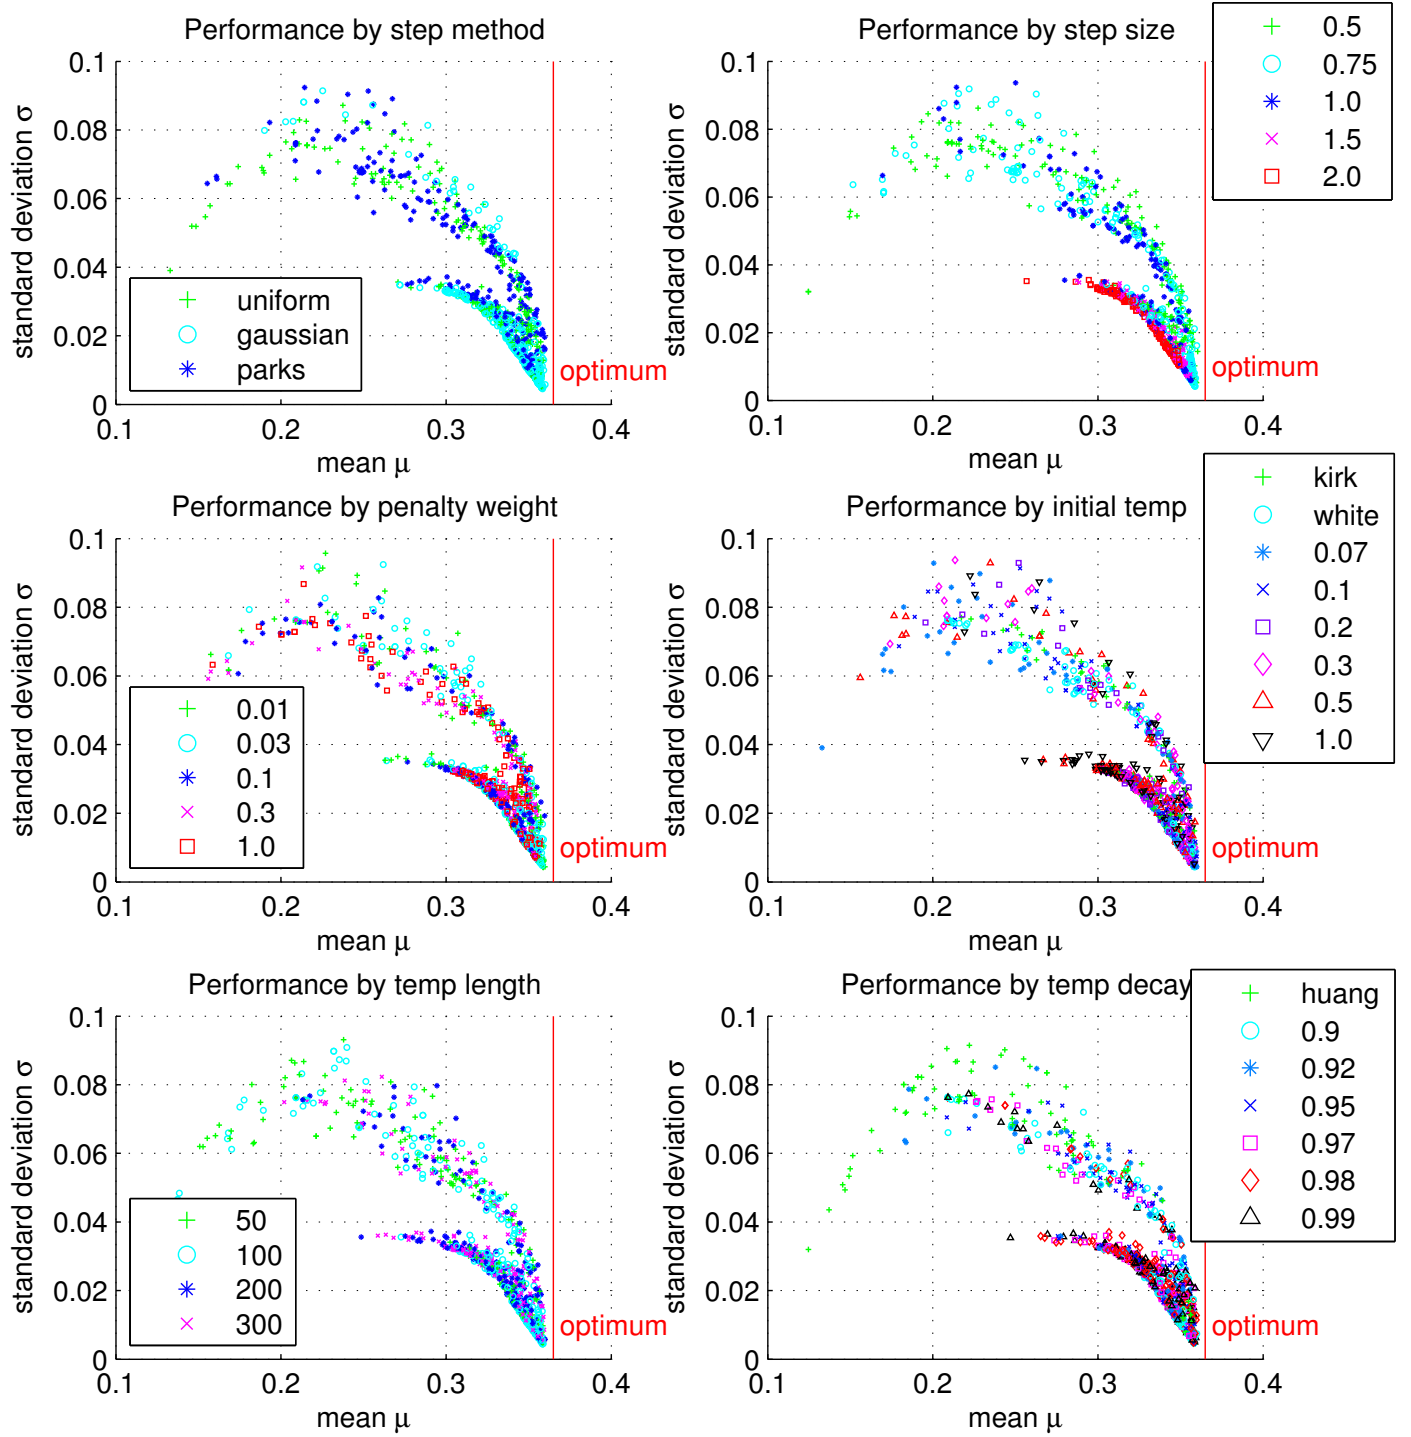 Performance by step method
standard deviation σ
0.1
0.08
0.06
0.04
0.02
0
0.1
0.2
0.3
0.4
mean μ
uniform
gaussian
parks
optimum
Performance by step size
standard deviation σ
0.1
0.08
0.06
0.04
0.02
0
0.1
0.2
0.3
0.4
mean μ
0.5
0.75
1.0
1.5
2.0
optimum
Performance by penalty weight
standard deviation σ
0.1
0.08
0.06
0.04
0.02
0
0.1
0.2
0.3
0.4
mean μ
0.01
0.03
0.1
0.3
1.0
optimum
Performance by initial temp
standard deviation σ
0.1
0.08
0.06
0.04
0.02
0
0.1
0.2
0.3
0.4
mean μ
kirk
white
0.07
0.1
0.2
0.3
0.5
1.0
optimum
Performance by temp length
standard deviation σ
0.1
0.08
0.06
0.04
0.02
0
0.1
0.2
0.3
0.4
mean μ
50
100
200
300
optimum
Performance by temp decay
standard deviation σ
0.1
0.08
0.06
0.04
0.02
0
0.1
0.2
0.3
0.4
mean μ
huang
0.9
0.92
0.95
0.97
0.98
0.99
optimum